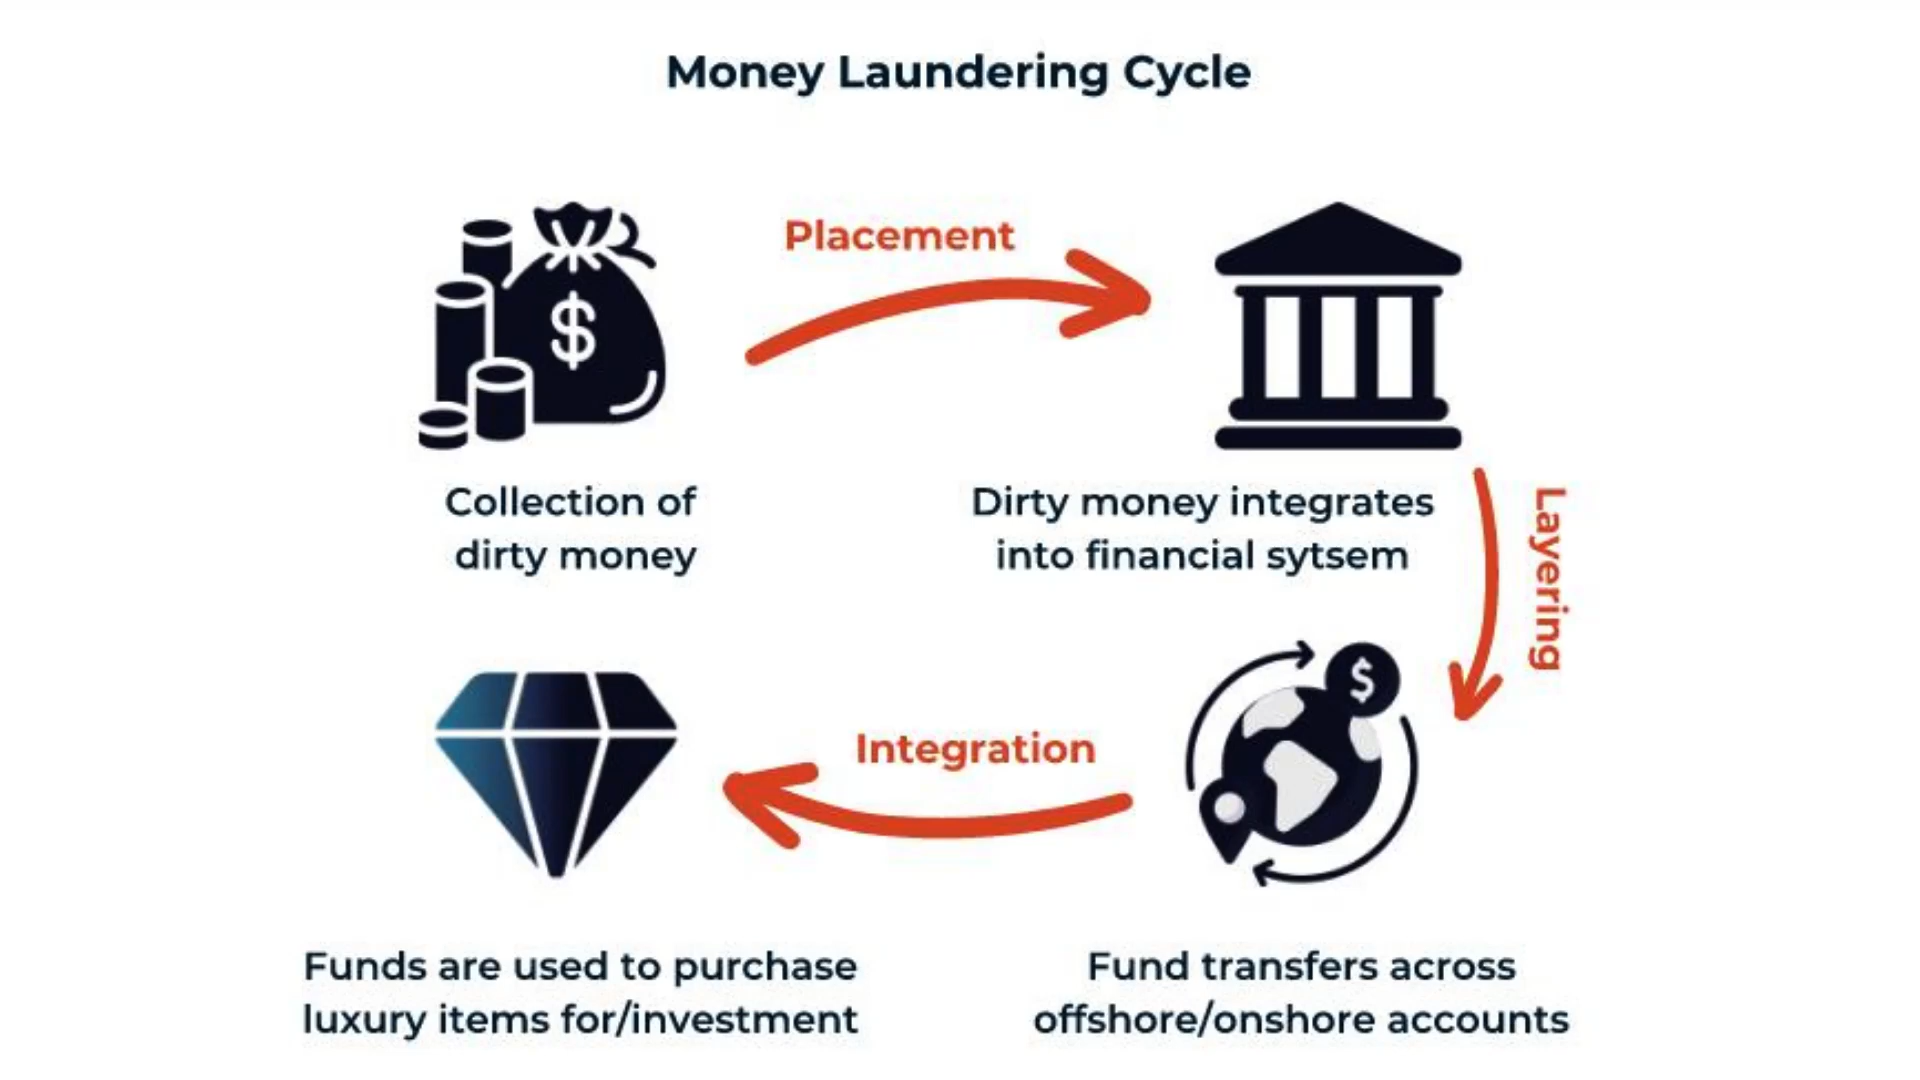 Money Laundering Cycle
Placement
$
Collection of
dirty money
Dirty money integrates
into financial sytsem
Layering
$
Integration
Funds are used to purchase
luxury items for/investment
Fund transfers across
offshore/onshore accounts